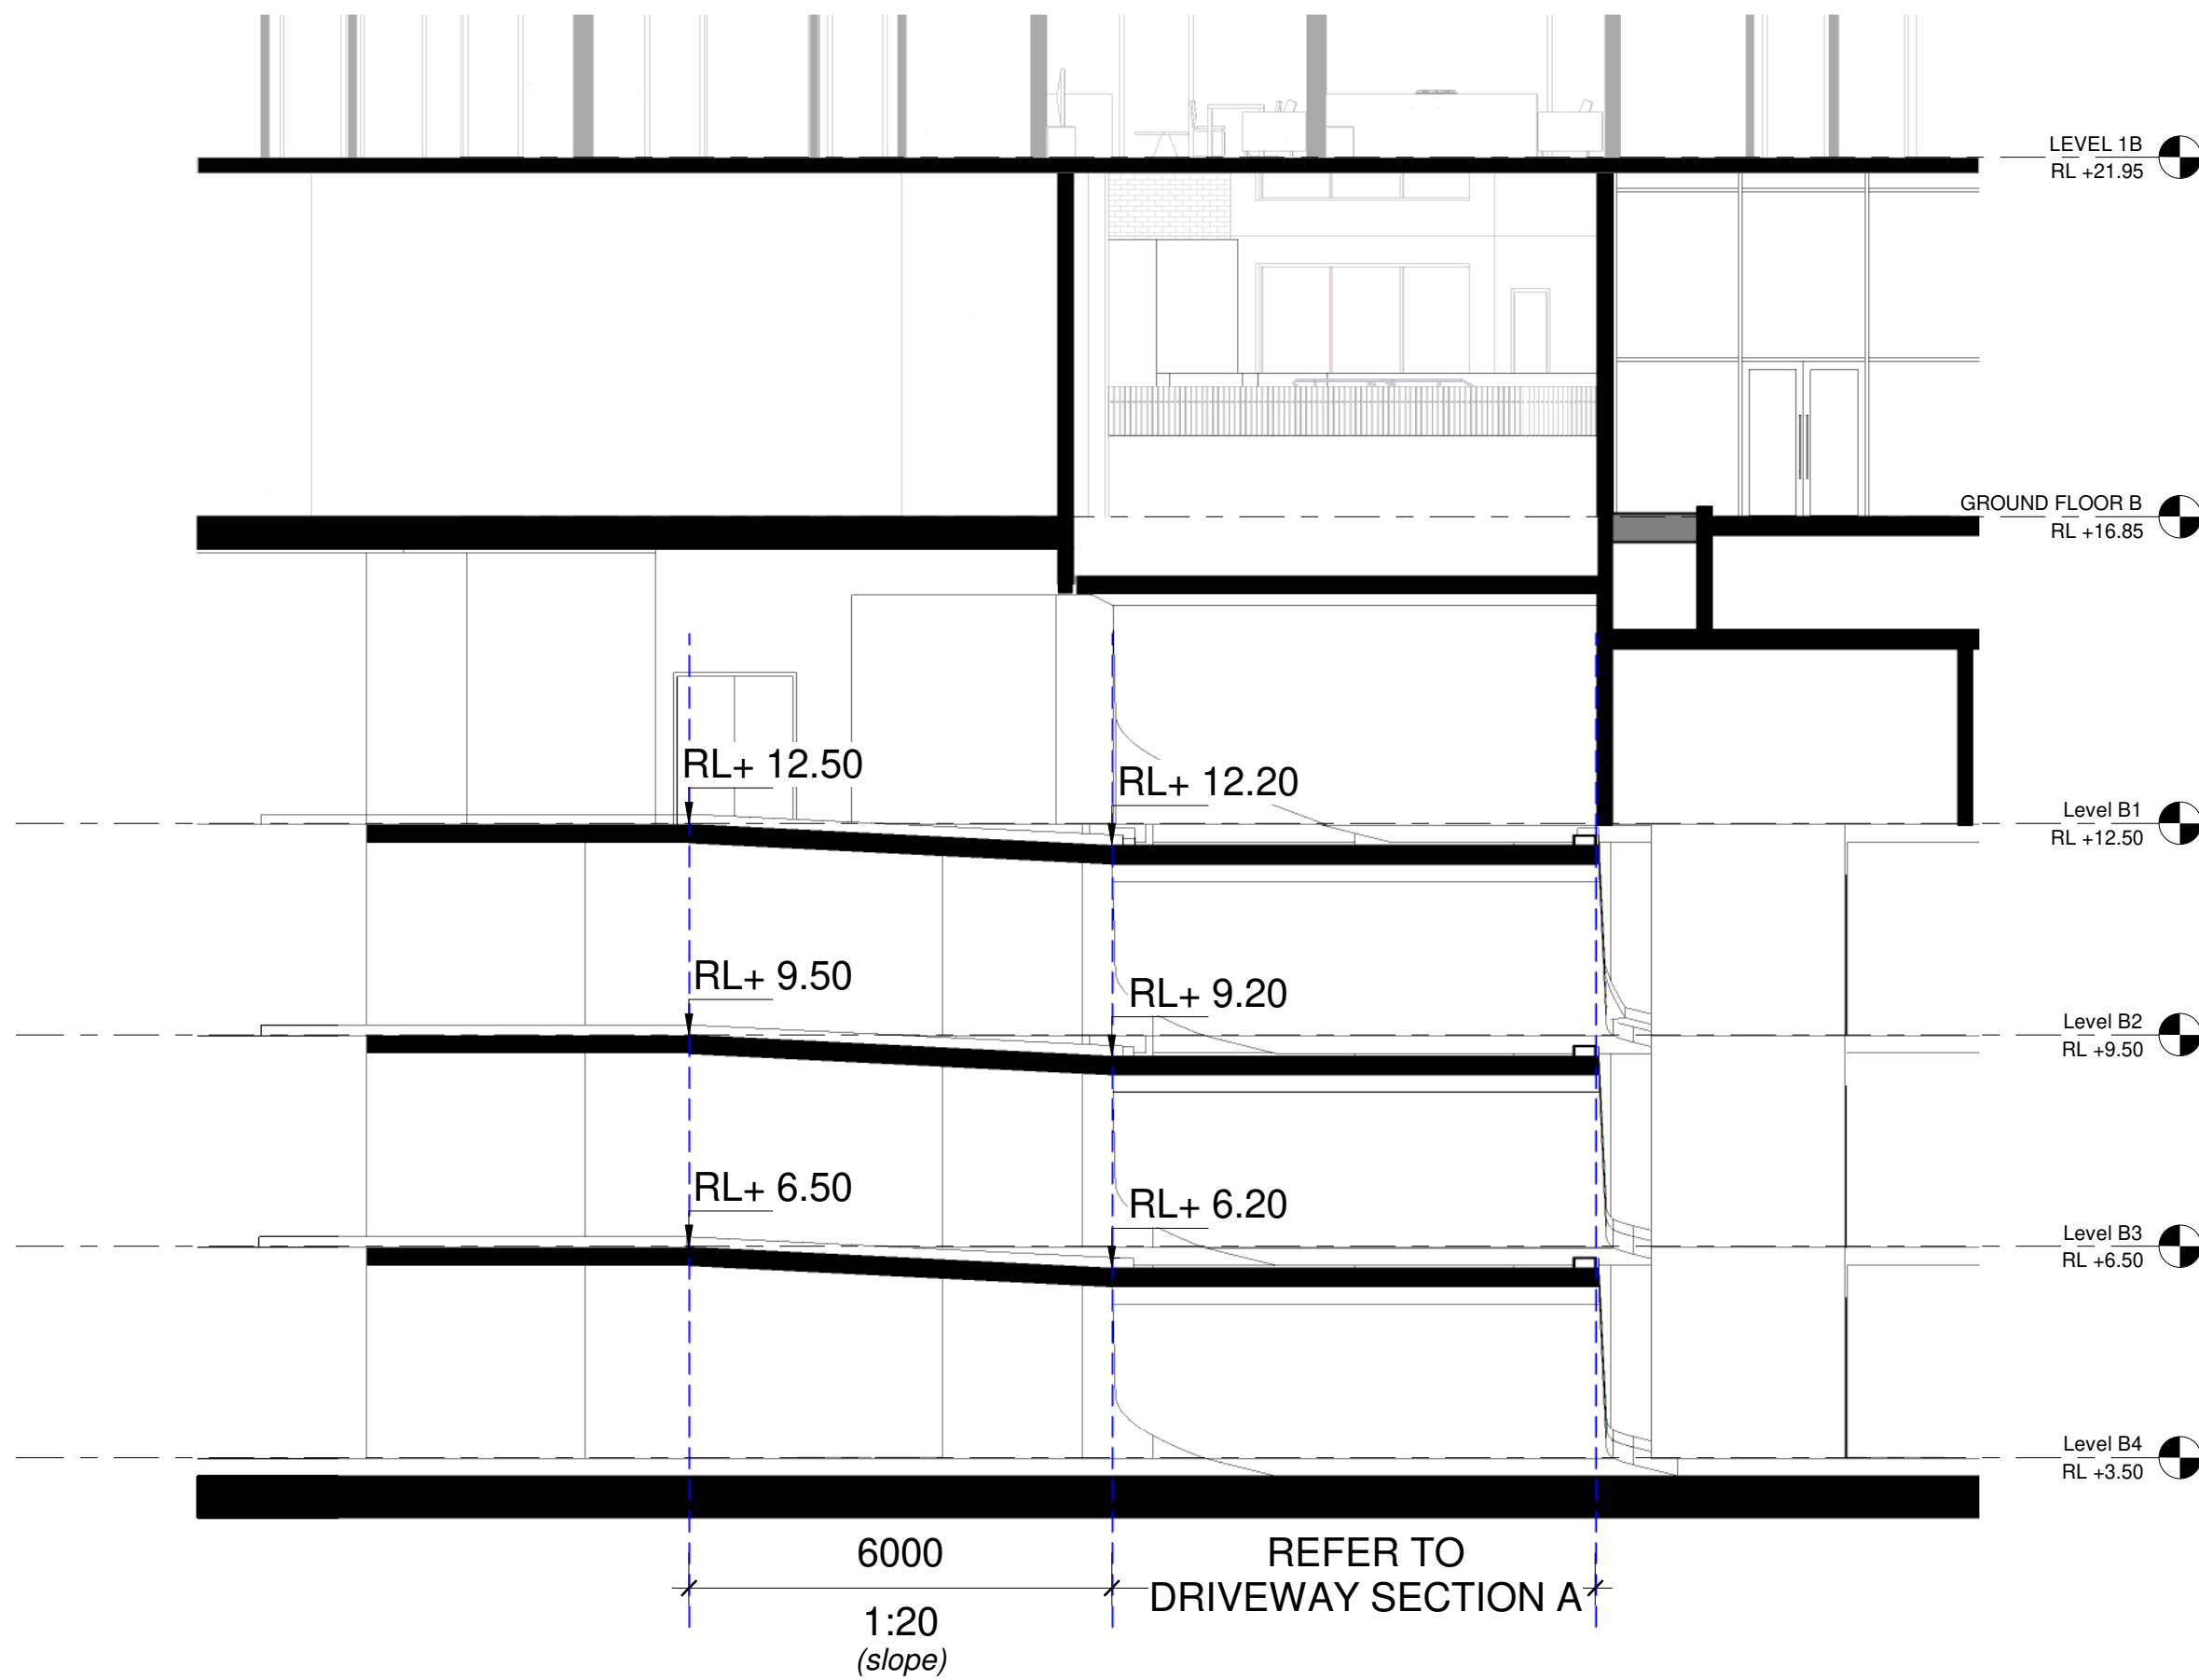 LEVEL 1B
RL +21.95
GROUND FLOOR B
RL +16.85
RL+ 12.50
RL+ 12.20
Level B1
RL +12.50
RL+ 9.50
RL+ 9.20
Level B2
RL +9.50
RL+ 6.50
RL+ 6.20
Level B3
RL +6.50
Level B4
RL +3.50
6000
1:20
(slope)
REFER TO
DRIVEWAY SECTION A